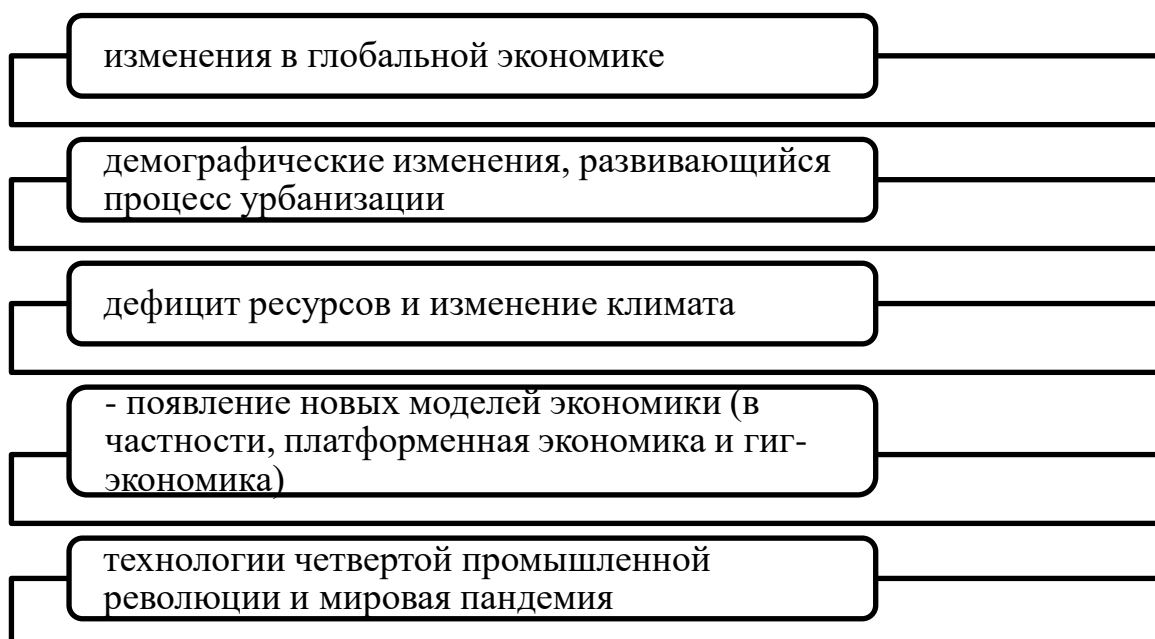 изменения в глобальной экономике
демографические изменения, развивающийся
процесс урбанизации
дефицит ресурсов и изменение климата
- появление новых моделей экономики (в
частности, платформенная экономика и гиг-
экономика)
технологии четвертой промышленной
революции и мировая пандемия